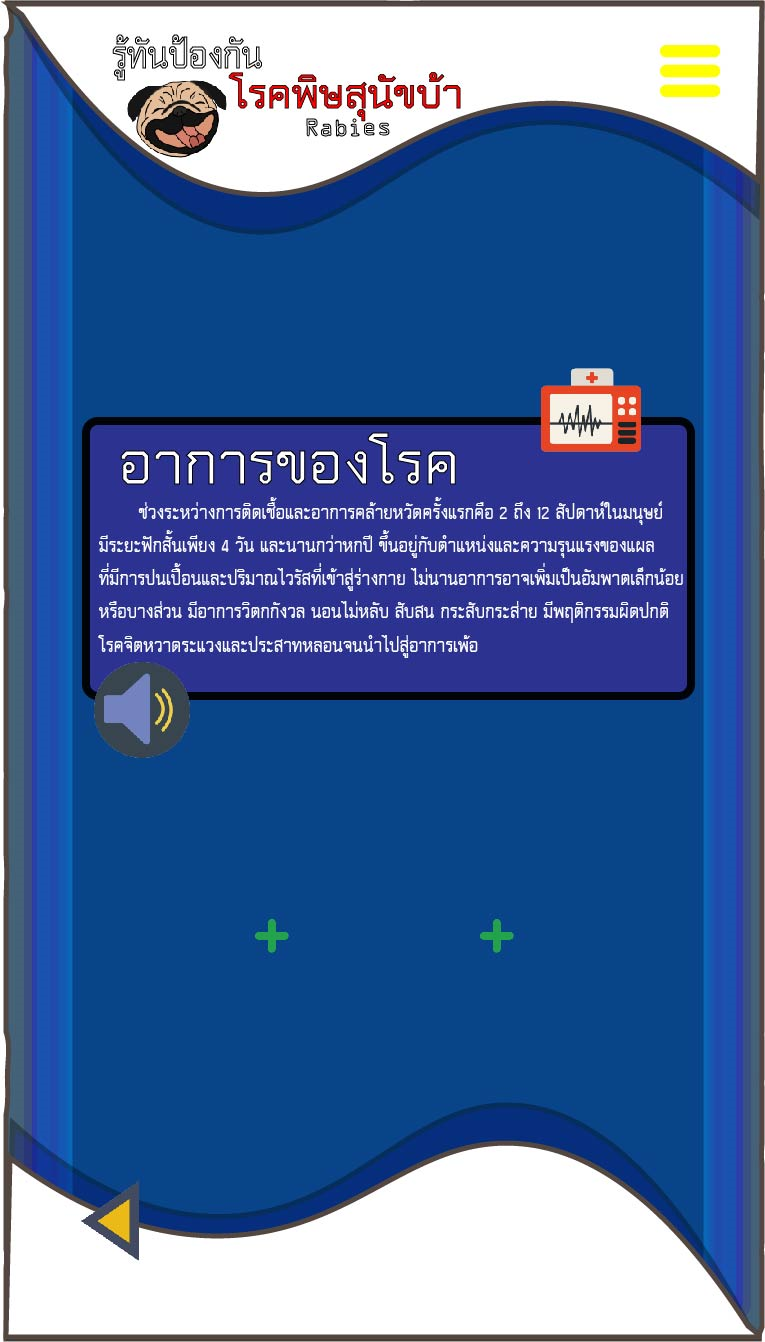 รู้ทันป้องกัน
โรคพิษสุนัขบ้า
Rabies
อาการของโรค
ช่วงระหว่างการติดเชื้อและอาการคล้ายหวัดครั้งแรกคือ 2 ถึง 12 สัปดาห์ในมนุษย์
มีระยะฟักสั้นเพียง 4 วัน และนานกว่าหกปี ขึ้นอยู่กับตำแหน่งและความรุนแรงของแผล
ที่มีการปนเปื้อนและปริมาณไวรัสที่เข้าสู่ร่างกาย ไม่นานอาการอาจเพิ่มเป็นอัมพาตเล็กน้อย
หรือบางส่วน มีอาการวิตกกังวล นอนไม่หลับ สับสน กระสับกระส่าย มีพฤติกรรมผิดปกติ
โรคจิตหวาดระแวงและประสาทหลอนจนนำไปสู่อาการเพ้อ